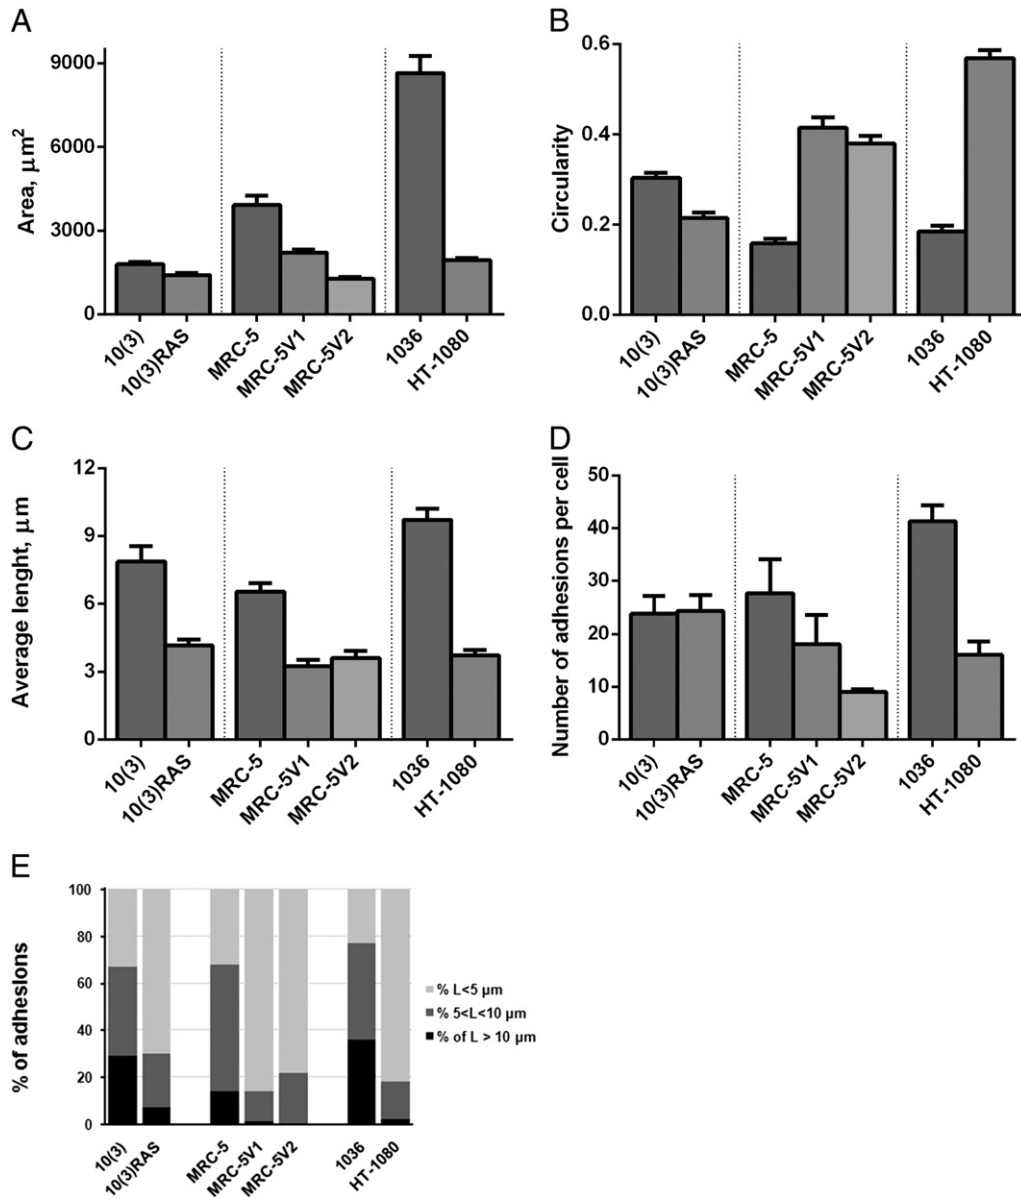 A
Area, μm²
9000
6000
3000
0
10(3)
10(3)RAS
MRC-5
MRC-5V1
MRC-5V2
1036
HT-1080
B
Circularity
0.6
0.4
0.2
0.0
10(3)
10(3)RAS
MRC-5
MRC-5V1
MRC-5V2
1036
HT-1080
C
Average lenght, μm
12
9
6
3
0
10(3)
10(3)RAS
MRC-5
MRC-5V1
MRC-5V2
1036
HT-1080
D
Number of adhesions per cell
50
40
30
20
10
0
10(3)
10(3)RAS
MRC-5
MRC-5V1
MRC-5V2
1036
HT-1080
E
% of adhesions
100
80
60
40
20
0
10(3)
10(3)RAS
MRC-5
MRC-5V1
MRC-5V2
1036
HT-1080
% L<5 μm
% 5<L<10 μm
% of L > 10 μm